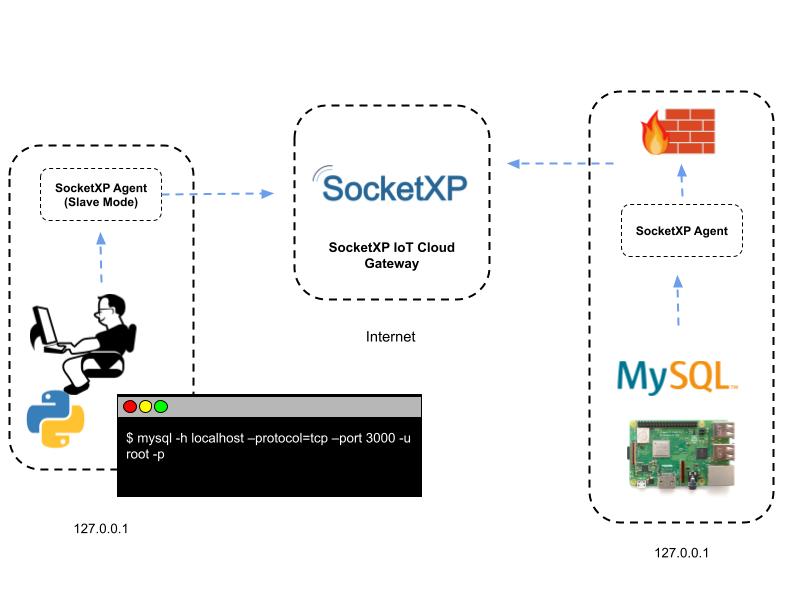 SocketXP Agent
(Slave Mode)
SocketXP
SocketXP IoT Cloud
Gateway
Internet
SocketXP Agent
MySQL
$ mysql -h localhost –protocol=tcp –port 3000 -u
root -p
127.0.0.1
127.0.0.1